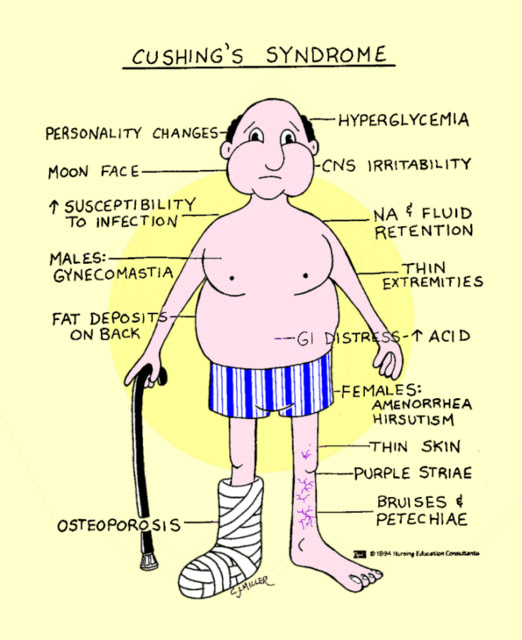 CUSHING'S SYNDROME
PERSONALITY CHANGES
MOON FACE
↑ SUSCEPTIBILITY
TO INFECTION
MALES:
GYNECOMASTIA
FAT DEPOSITS
ON BACK
OSTEOPOROSIS
HYPERGLYCEMIA
CNS IRRITABILITY
NA & FLUID
RETENTION
THIN
EXTREMITIES
GI DISTRESS-↑ ACID
FEMALES:
AMENORRHEA
HIRSUTISM
THIN SKIN
PURPLE STRIAE
BRUISES &
PETECHIAE
© 1994 Nursing Education Consultants
CJMILLER